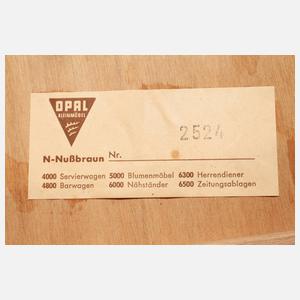 OPAL
KLEINMÖBEL
2524
N-Nußbraun Nr.
4000 Servierwagen 5000 Blumenmöbel 6300 Herrendiener
4800 Barwagen 6000 Nähständer 6500 Zeitungsablagen